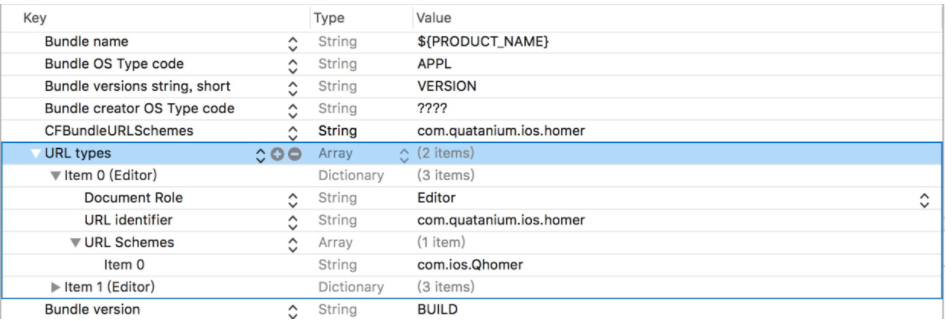 Key Type Value
Bundle name String ${PRODUCT_NAME}
Bundle OS Type code String APPL
Bundle versions string, short String VERSION
Bundle creator OS Type code String ????
CFBundleURLSchemes String com.quatanium.ios.homer
URL types Array (2 items)
Item 0 (Editor) Dictionary (3 items)
Document Role String Editor
URL identifier String com.quatanium.ios.homer
URL Schemes Array (1 item)
Item 0 String com.ios.Qhomer
Item 1 (Editor) Dictionary (3 items)
Bundle version String BUILD